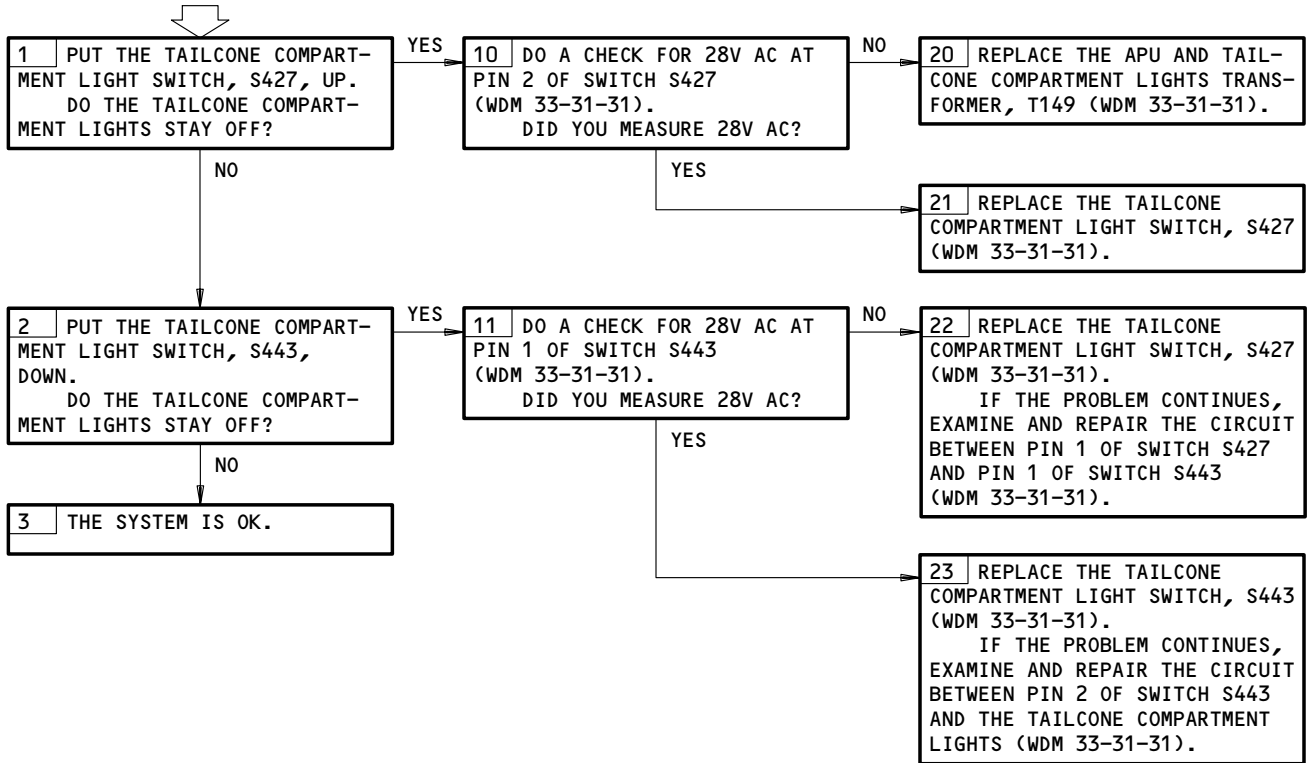 1 PUT THE TAILCONE COMPART-
MENT LIGHT SWITCH, S427, UP.
DO THE TAILCONE COMPART-
MENT LIGHTS STAY OFF?
YES
NO
10 DO A CHECK FOR 28V AC AT
PIN 2 OF SWITCH S427
(WDM 33-31-31).
DID YOU MEASURE 28V AC?
NO
YES
20 REPLACE THE APU AND TAIL-
CONE COMPARTMENT LIGHTS TRANS-
FORMER, T149 (WDM 33-31-31).
21 REPLACE THE TAILCONE
COMPARTMENT LIGHT SWITCH, S427
(WDM 33-31-31).
2 PUT THE TAILCONE COMPART-
MENT LIGHT SWITCH, S443,
DOWN.
DO THE TAILCONE COMPART-
MENT LIGHTS STAY OFF?
YES
NO
11 DO A CHECK FOR 28V AC AT
PIN 1 OF SWITCH S443
(WDM 33-31-31).
DID YOU MEASURE 28V AC?
NO
YES
22 REPLACE THE TAILCONE
COMPARTMENT LIGHT SWITCH, S427
(WDM 33-31-31).
IF THE PROBLEM CONTINUES,
EXAMINE AND REPAIR THE CIRCUIT
BETWEEN PIN 1 OF SWITCH S427
AND PIN 1 OF SWITCH S443
(WDM 33-31-31).
3 THE SYSTEM IS OK.
23 REPLACE THE TAILCONE
COMPARTMENT LIGHT SWITCH, S443
(WDM 33-31-31).
IF THE PROBLEM CONTINUES,
EXAMINE AND REPAIR THE CIRCUIT
BETWEEN PIN 2 OF SWITCH S443
AND THE TAILCONE COMPARTMENT
LIGHTS (WDM 33-31-31).